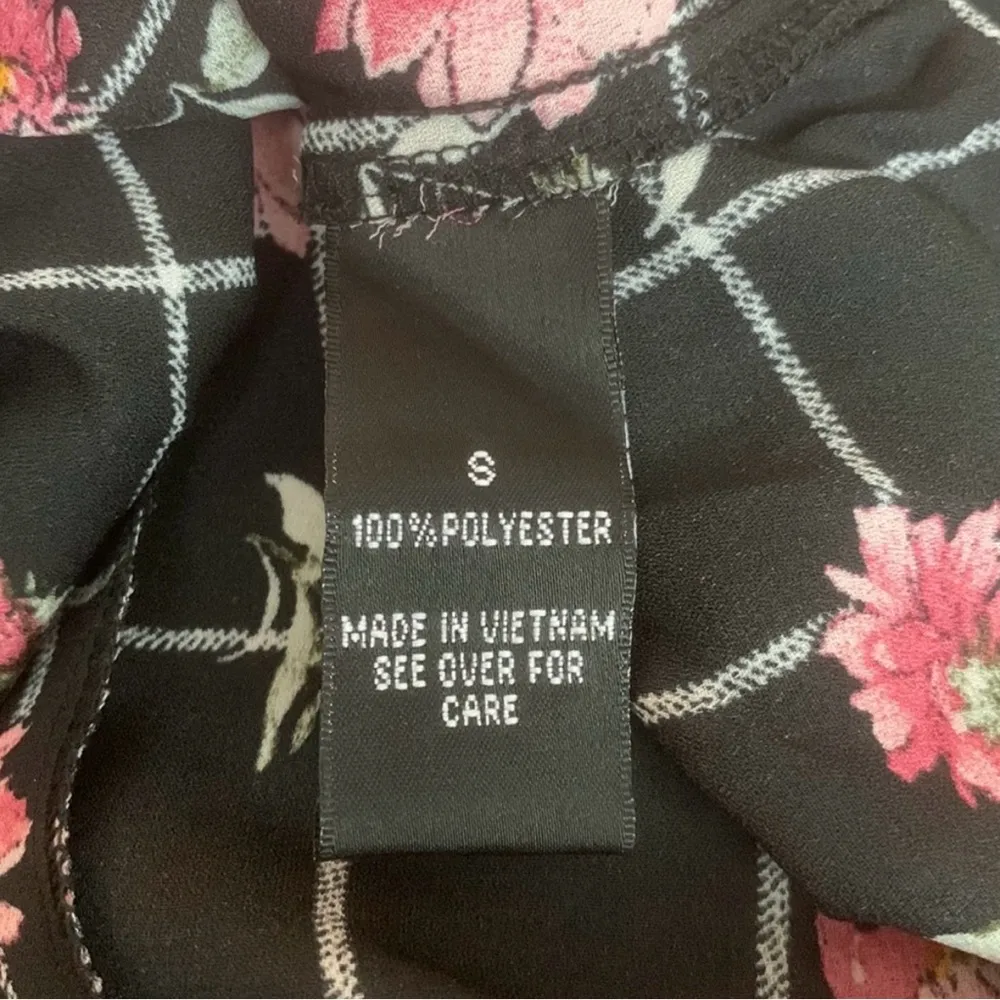 S
100% POLYESTER
MADE IN VIETNAM
SEE OVER FOR
CARE